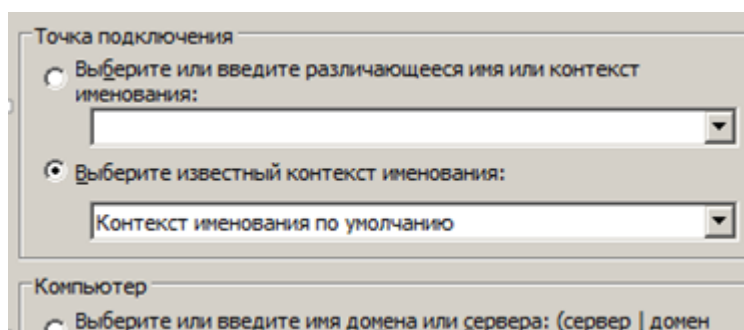 Точка подключения
Выберите или введите различающееся имя или контекст
именования:
Выберите известный контекст именования:
Контекст именования по умолчанию
Компьютер
Выберите или введите имя домена или сервера: (сервер | домен